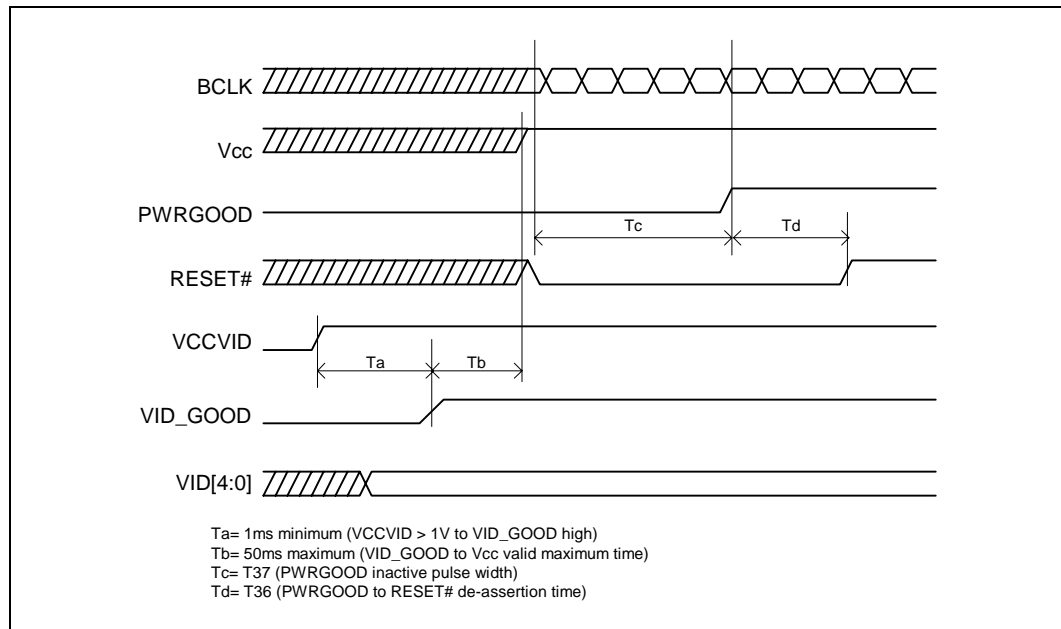 BCLK
Vcc
PWRGOOD
Tc
Td
RESET#
VCCVID
Ta
Tb
VID_GOOD
VID[4:0]
Ta= 1ms minimum (VCCVID > 1V to VID_GOOD high)
Tb= 50ms maximum (VID_GOOD to Vcc valid maximum time)
Tc= T37 (PWRGOOD inactive pulse width)
Td= T36 (PWRGOOD to RESET# de-assertion time)